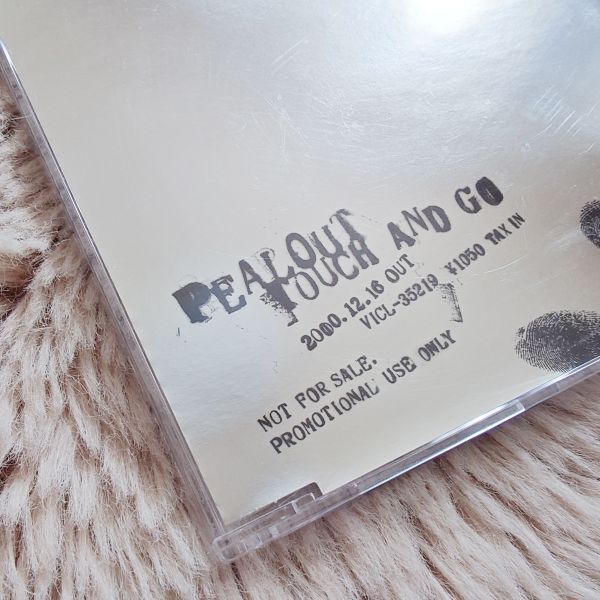 PEALOUT
TOUCH AND GO
2000.12.16 OUT
VICL-35219 ¥1050 TAX IN
NOT FOR SALE.
PROMOTIONAL USE ONLY